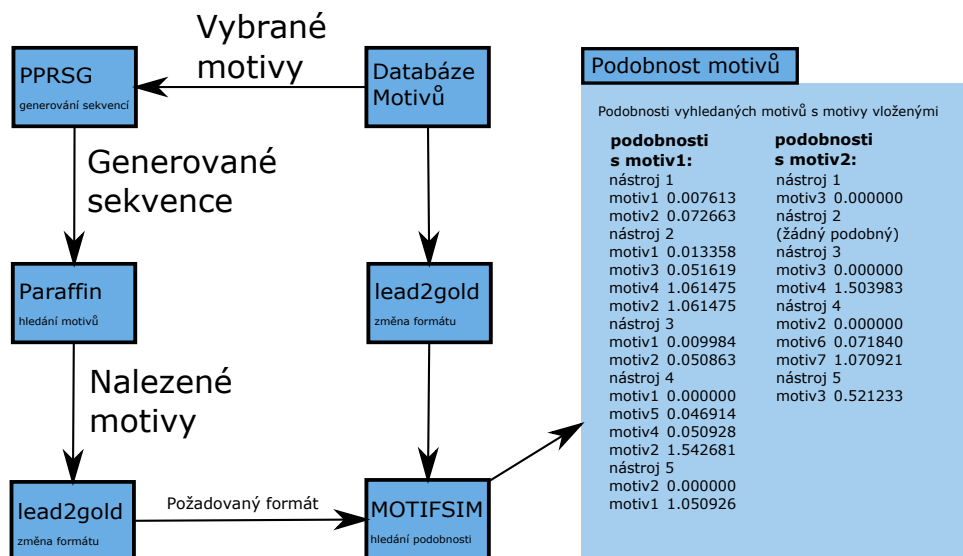 Vybrané
motivy
PPRSG
generování sekvencí
Databáze
Motivů
Generované
sekvence
Paraffin
hledání motivů
lead2gold
změna formátu
Nalezené
motivy
lead2gold
změna formátu
Požadovaný formát
MOTIFSIM
hledání podobnosti
Podobnost motivů
Podobnosti vyhledaných motivů s motivy vloženými
podobnosti
s motiv1:
nástroj 1
motiv1 0.007613
motiv2 0.072663
nástroj 2
motiv1 0.013358
motiv3 0.051619
motiv4 1.061475
motiv2 1.061475
nástroj 3
motiv1 0.009984
motiv2 0.050863
nástroj 4
motiv1 0.000000
motiv5 0.046914
motiv4 0.050928
motiv2 1.542681
nástroj 5
motiv2 0.000000
motiv1 1.050926
podobnosti
s motiv2:
nástroj 1
motiv3 0.000000
nástroj 2
(žádný podobný)
nástroj 3
motiv3 0.000000
motiv4 1.503983
nástroj 4
motiv2 0.000000
motiv6 0.071840
motiv7 1.070921
nástroj 5
motiv3 0.521233